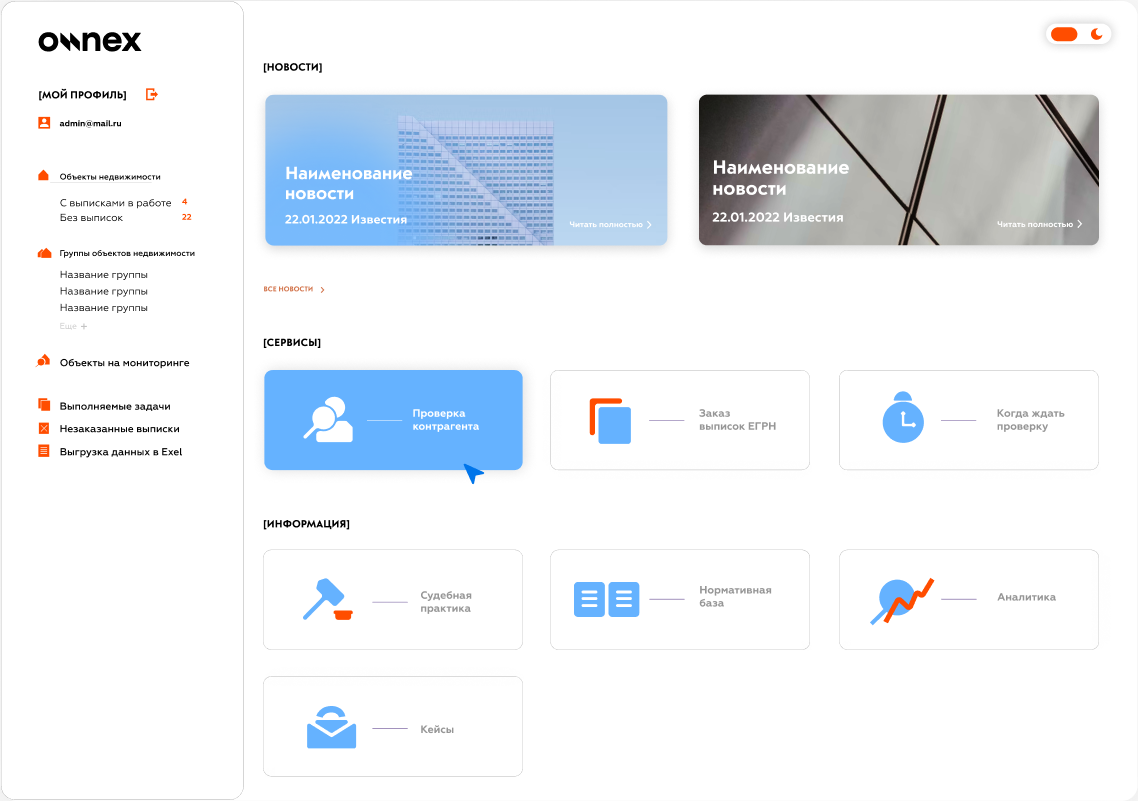 ownex
[МОЙ ПРОФИЛЬ]
admin@mail.ru
Объекты недвижимости
С выписками в работе 4
Без выписок 22
Группы объектов недвижимости
Название группы
Название группы
Название группы
Еще +
Объекты на мониторинге
Выполняемые задачи
Незаказанные выписки
Выгрузка данных в Exel
[НОВОСТИ]
Наименование
новости
22.01.2022 Известия
Читать полностью
Наименование
новости
22.01.2022 Известия
Читать полностью
ВСЕ НОВОСТИ
[СЕРВИСЫ]
Проверка
контрагента
Заказ
выписок ЕГРН
Когда ждать
проверку
[ИНФОРМАЦИЯ]
Судебная
практика
Нормативная
база
Аналитика
Кейсы